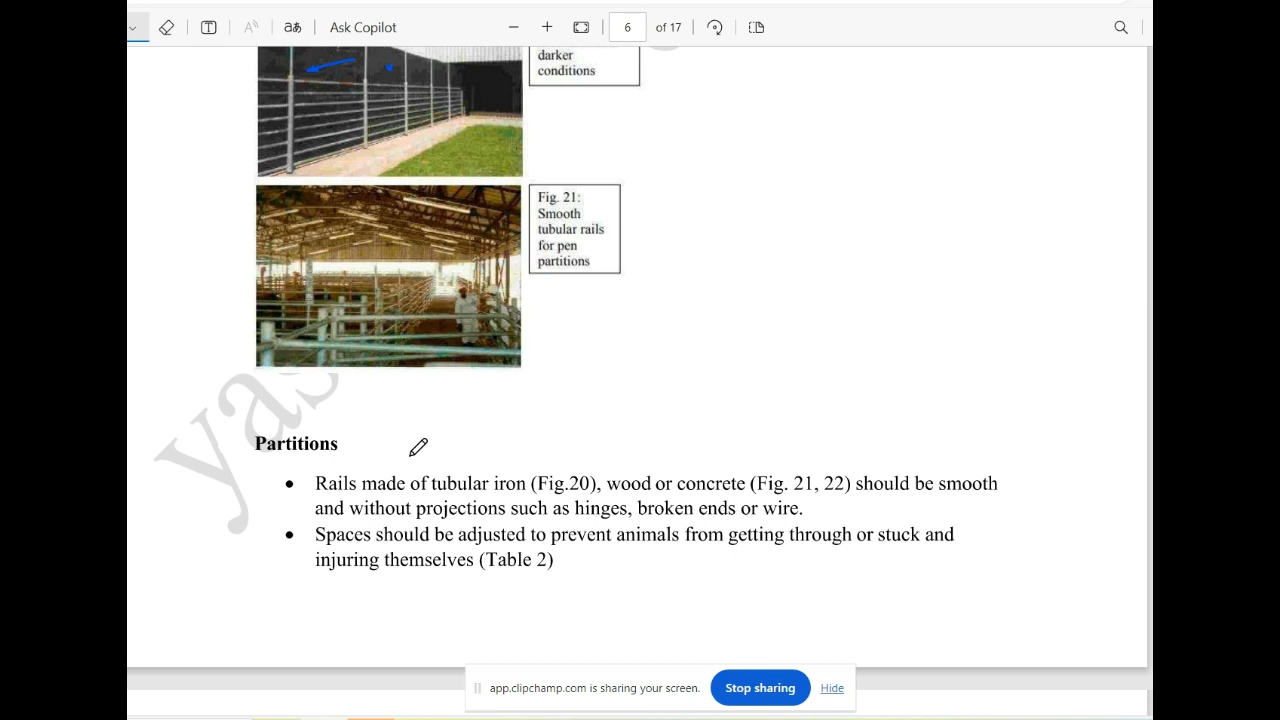 Ask Copilot
6
of 17
darker
conditions
Fig. 21:
Smooth
tubular rails
for pen
partitions
yas
Partitions
Rails made of tubular iron (Fig.20), wood or concrete (Fig. 21, 22) should be smooth
and without projections such as hinges, broken ends or wire.
Spaces should be adjusted to prevent animals from getting through or stuck and
injuring themselves (Table 2)
app.clipchamp.com is sharing your screen.
Stop sharing
Hide